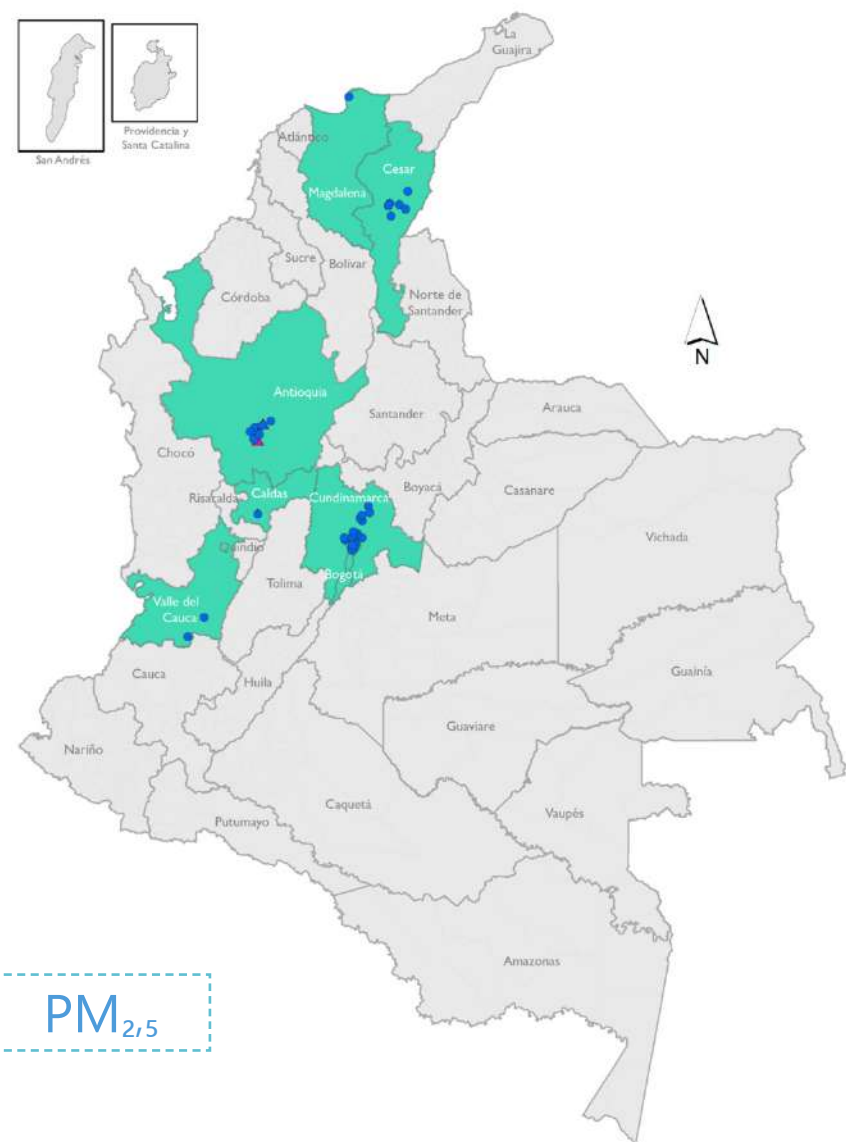 La
Guajira
Providencia y
Santa Catalina
San Andrés
Atlántico
Cesar
Magdalena
Sucre
Bolívar
Córdoba
Norte de
Santander
N
Antioquia
Santander
Arauca
Chocó
Boyacá
Casanare
Risaralda
Caldas
Cundinamarca
Vichada
Quindío
Bogotá
Tolima
Valle del
Cauca
Meta
Cauca
Huila
Guainía
Guaviare
Nariño
Caquetá
Vaupés
Putumayo
Amazonas
PM2,5